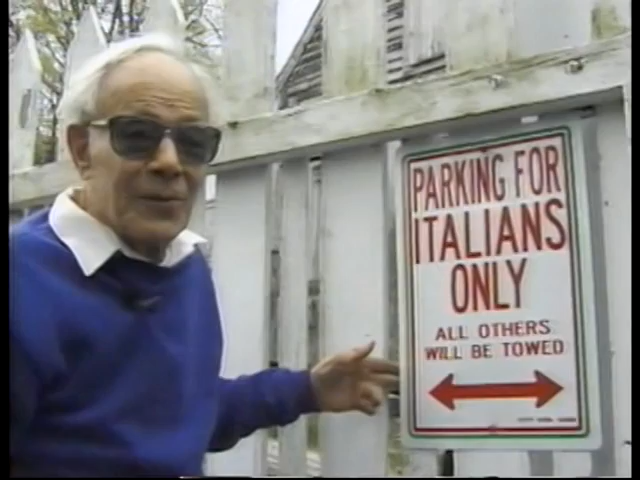 PARKING FOR
ITALIANS
ONLY
ALL OTHERS
WILL BE TOWED